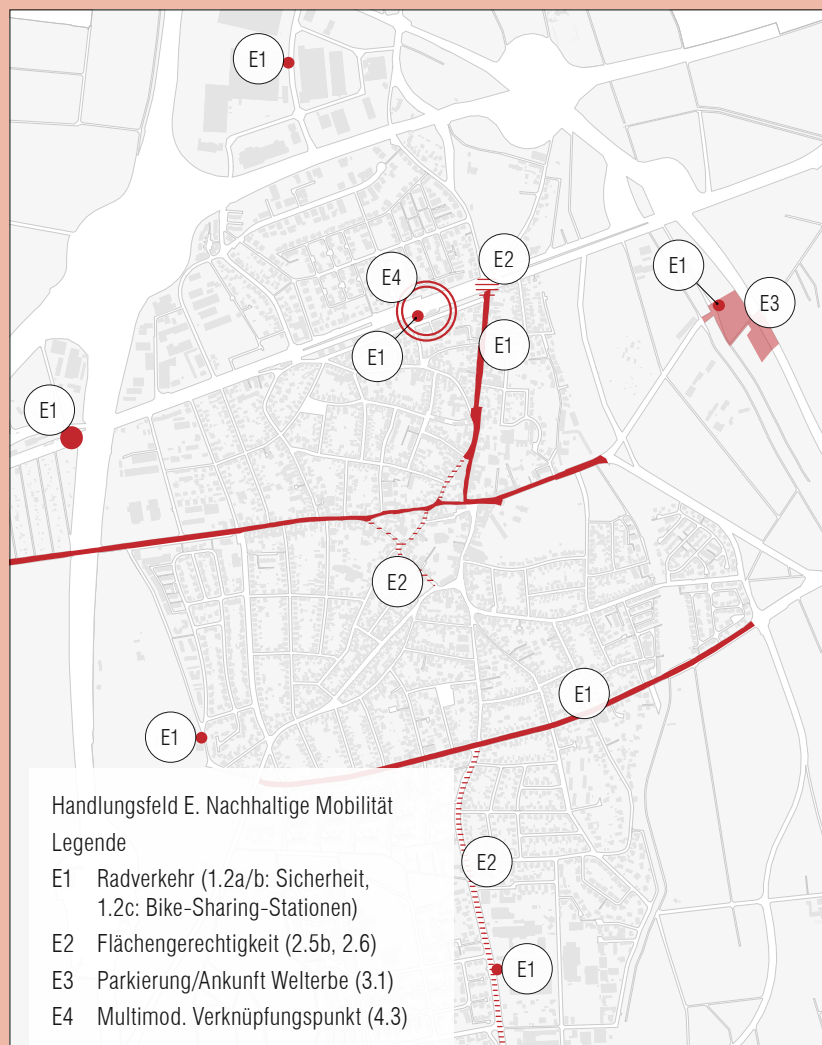 E1
E2
E4
E1
E3
E1
E1
E1
E2
E1
E1
E2
E1
Handlungsfeld E. Nachhaltige Mobilität
Legende
E1 Radverkehr (1.2a/b: Sicherheit,
1.2c: Bike-Sharing-Stationen)
E2 Flächengerechtigkeit (2.5b, 2.6)
E3 Parkierung/Ankunft Welterbe (3.1)
E4 Multimod. Verknüpfungspunkt (4.3)